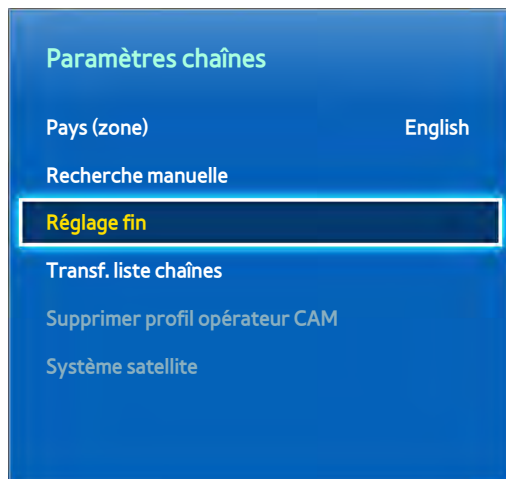 Paramètres chaînes
Pays (zone) English
Recherche manuelle
Réglage fin
Transf. liste chaînes
Supprimer profil opérateur CAM
Système satellite